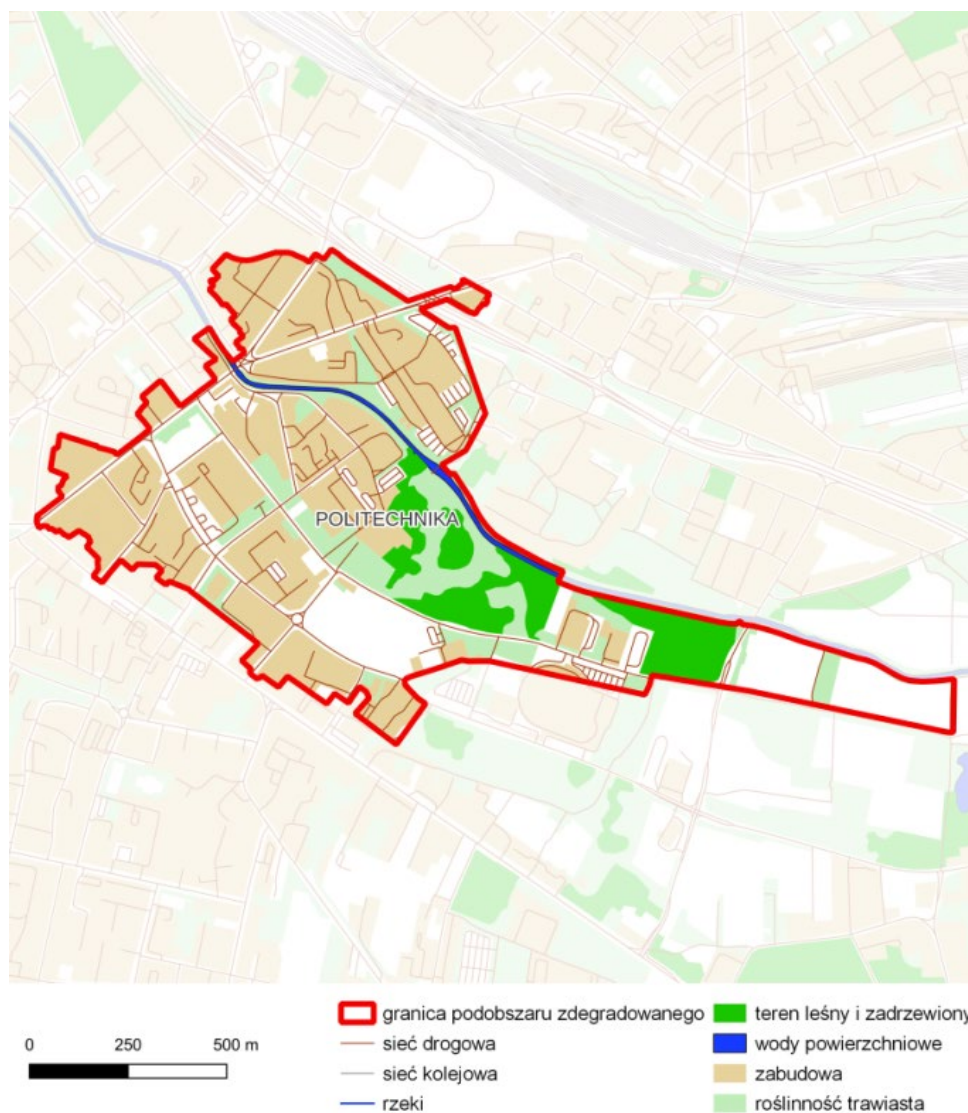 POLITECHNIKA
0 250 500 m
granica podobszaru zdegradowanego
sieć drogowa
sieć kolejowa
rzeki
teren leśny i zadrzewiony
wody powierzchniowe
zabudowa
roślinność trawiasta